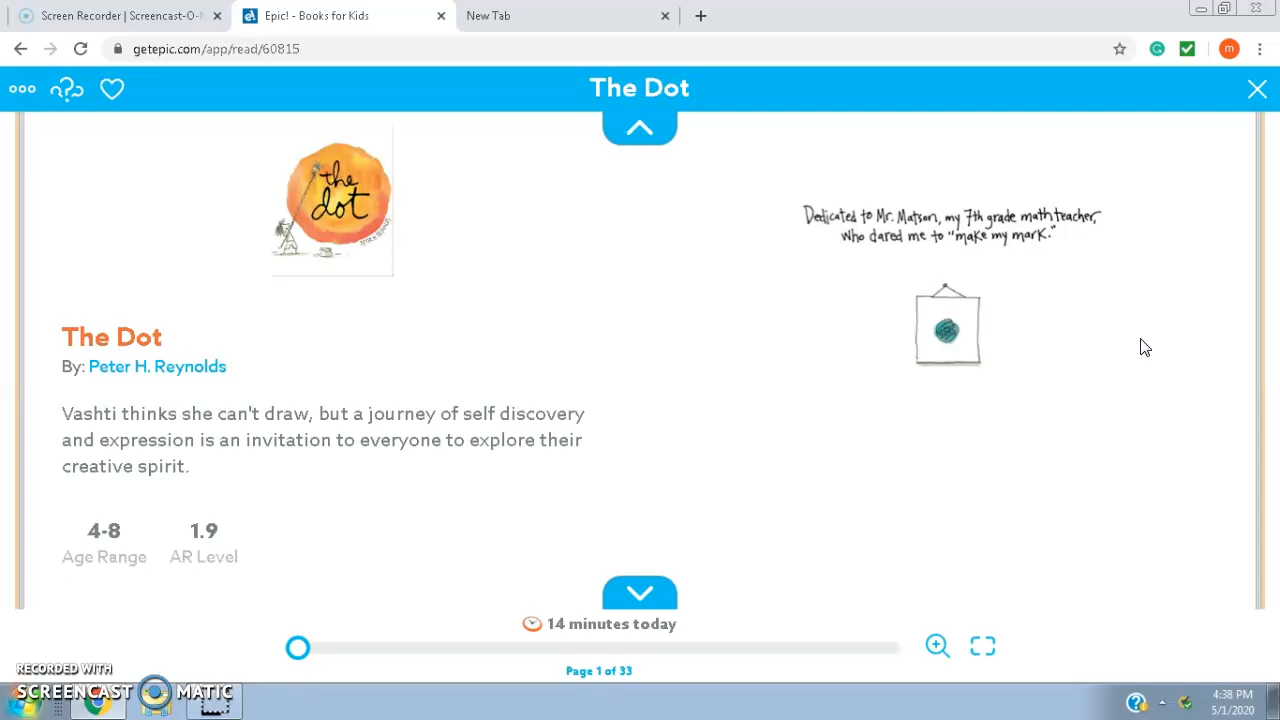 Screen Recorder | Screencast-O-M
Epic! - Books for Kids
New Tab
getepic.com/app/read/60815
m
The Dot
the
dot
Dedicated to Mr. Matson, my 7th grade math teacher,
who dared me to "make my mark."
The Dot
By: Peter H. Reynolds
Vashti thinks she can't draw, but a journey of self discovery
and expression is an invitation to everyone to explore their
creative spirit.
4-8 1.9
Age Range AR Level
14 minutes today
Page 1 of 33
RECORDED WITH
SCREENCAST MATIC
4:38 PM
5/1/2020